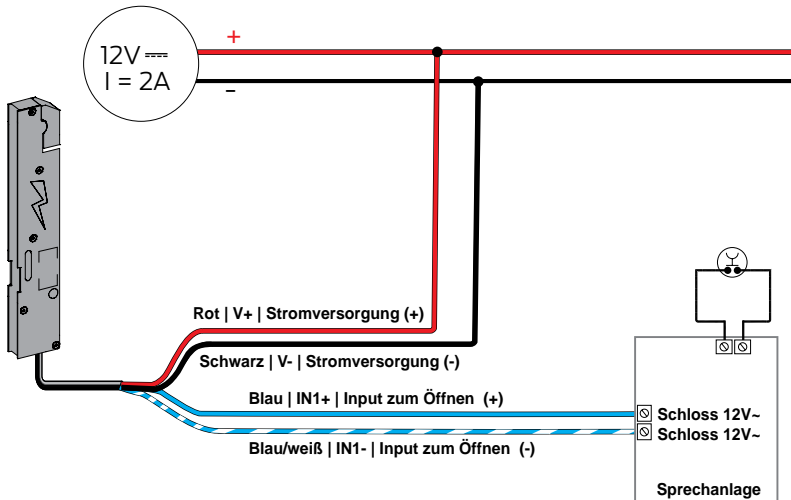 +
12V ⎓
I = 2A
–
Rot | V+ | Stromversorgung (+)
Schwarz | V- | Stromversorgung (-)
Blau | IN1+ | Input zum Öffnen (+)
Schloss 12V~
Schloss 12V~
Blau/weiß | IN1- | Input zum Öffnen (-)
Sprechanlage